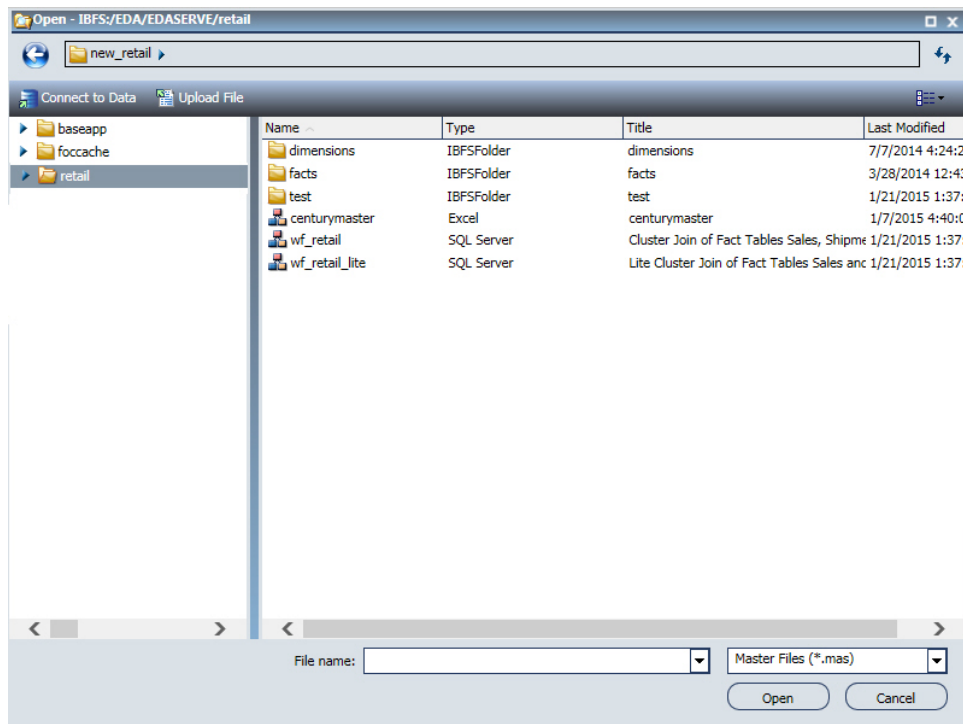 Open - IBFS:/EDA/EDASERVE/retail
new_retail
Connect to Data Upload File
baseapp
foccache
retail
Name Type Title Last Modified
dimensions IBFSFolder dimensions 7/7/2014 4:24:2
facts IBFSFolder facts 3/28/2014 12:43
test IBFSFolder test 1/21/2015 1:37:
centurymaster Excel centurymaster 1/7/2015 4:40:0
wf_retail SQL Server Cluster Join of Fact Tables Sales, Shipme 1/21/2015 1:37:
wf_retail_lite SQL Server Lite Cluster Join of Fact Tables Sales and 1/21/2015 1:37:
File name: Master Files (*.mas)
Open Cancel